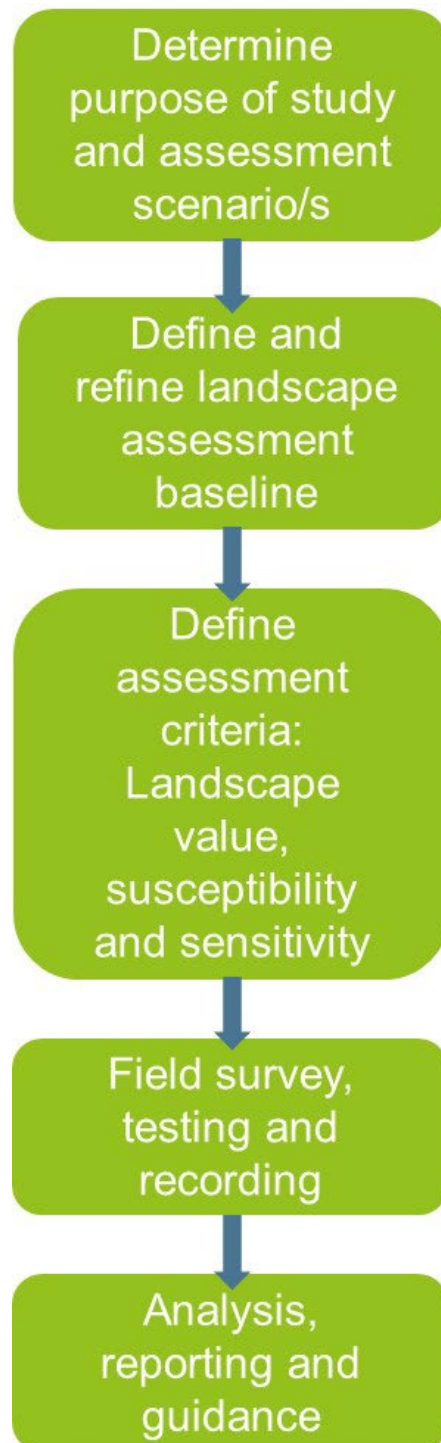 Determine
purpose of study
and assessment
scenario/s
Define and
refine landscape
assessment
baseline
Define
assessment
criteria:
Landscape
value,
susceptibility
and sensitivity
Field survey,
testing and
recording
Analysis,
reporting and
guidance